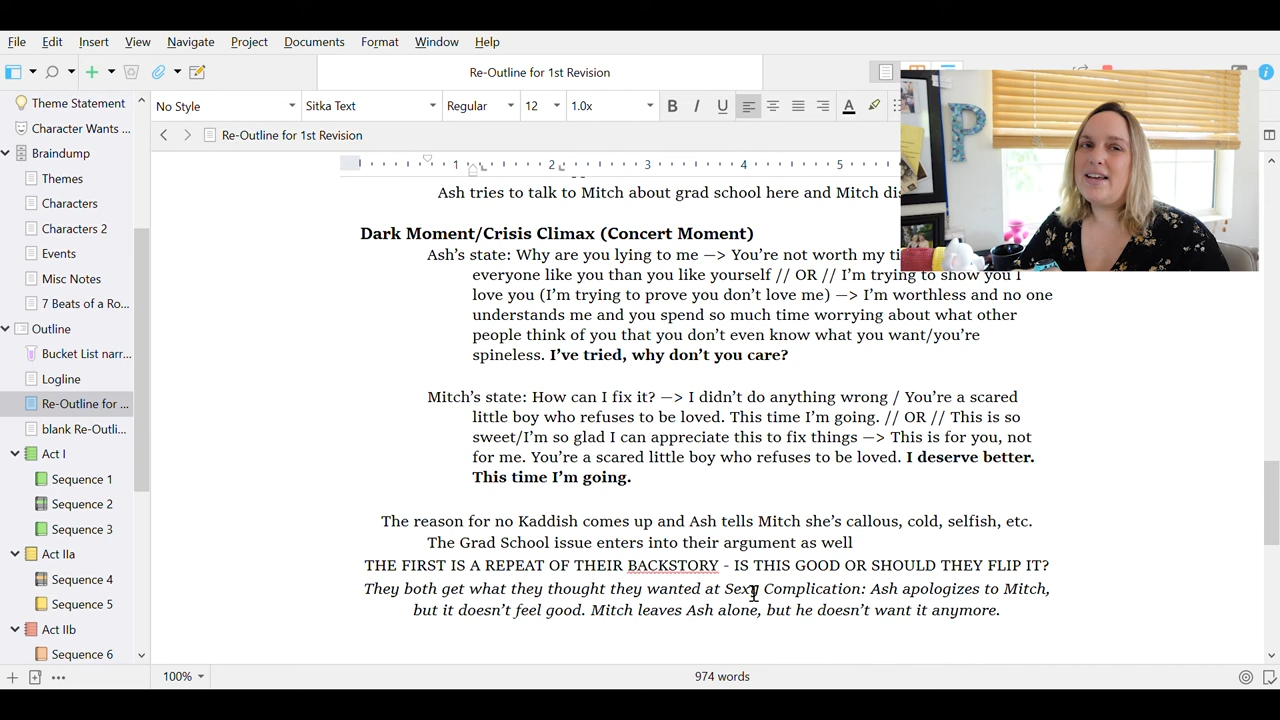 File Edit Insert View Navigate Project Documents Format Window Help
Re-Outline for 1st Revision
No Style Sitka Text Regular 12 1.0x B I U A
Re-Outline for 1st Revision
1 2 3 4 5
Theme Statement
Character Wants ...
Braindump
Themes
Characters
Characters 2
Events
Misc Notes
7 Beats of a Ro...
Outline
Bucket List narr...
Logline
Re-Outline for ...
blank Re-Outli...
Act I
Sequence 1
Sequence 2
Sequence 3
Act IIa
Sequence 4
Sequence 5
Act IIb
Sequence 6
Ash tries to talk to Mitch about grad school here and Mitch
Dark Moment/Crisis Climax (Concert Moment)
Ash's state: Why are you lying to me —> You're not worth my
everyone like you than you like yourself // OR // I'm trying to show you I
love you (I'm trying to prove you don't love me) —> I'm worthless and no one
understands me and you spend so much time worrying about what other
people think of you that you don't even know what you want/you're
spineless. I've tried, why don't you care?
Mitch's state: How can I fix it? —> I didn't do anything wrong / You're a scared
little boy who refuses to be loved. This time I'm going. // OR // This is so
sweet/I'm so glad I can appreciate this to fix things —> This is for you, not
for me. You're a scared little boy who refuses to be loved. I deserve better.
This time I'm going.
The reason for no Kaddish comes up and Ash tells Mitch she's callous, cold, selfish, etc.
The Grad School issue enters into their argument as well
THE FIRST IS A REPEAT OF THEIR BACKSTORY - IS THIS GOOD OR SHOULD THEY FLIP IT?
They both get what they thought they wanted at Sexy Complication: Ash apologizes to Mitch,
but it doesn't feel good. Mitch leaves Ash alone, but he doesn't want it anymore.
100% 974 words
P